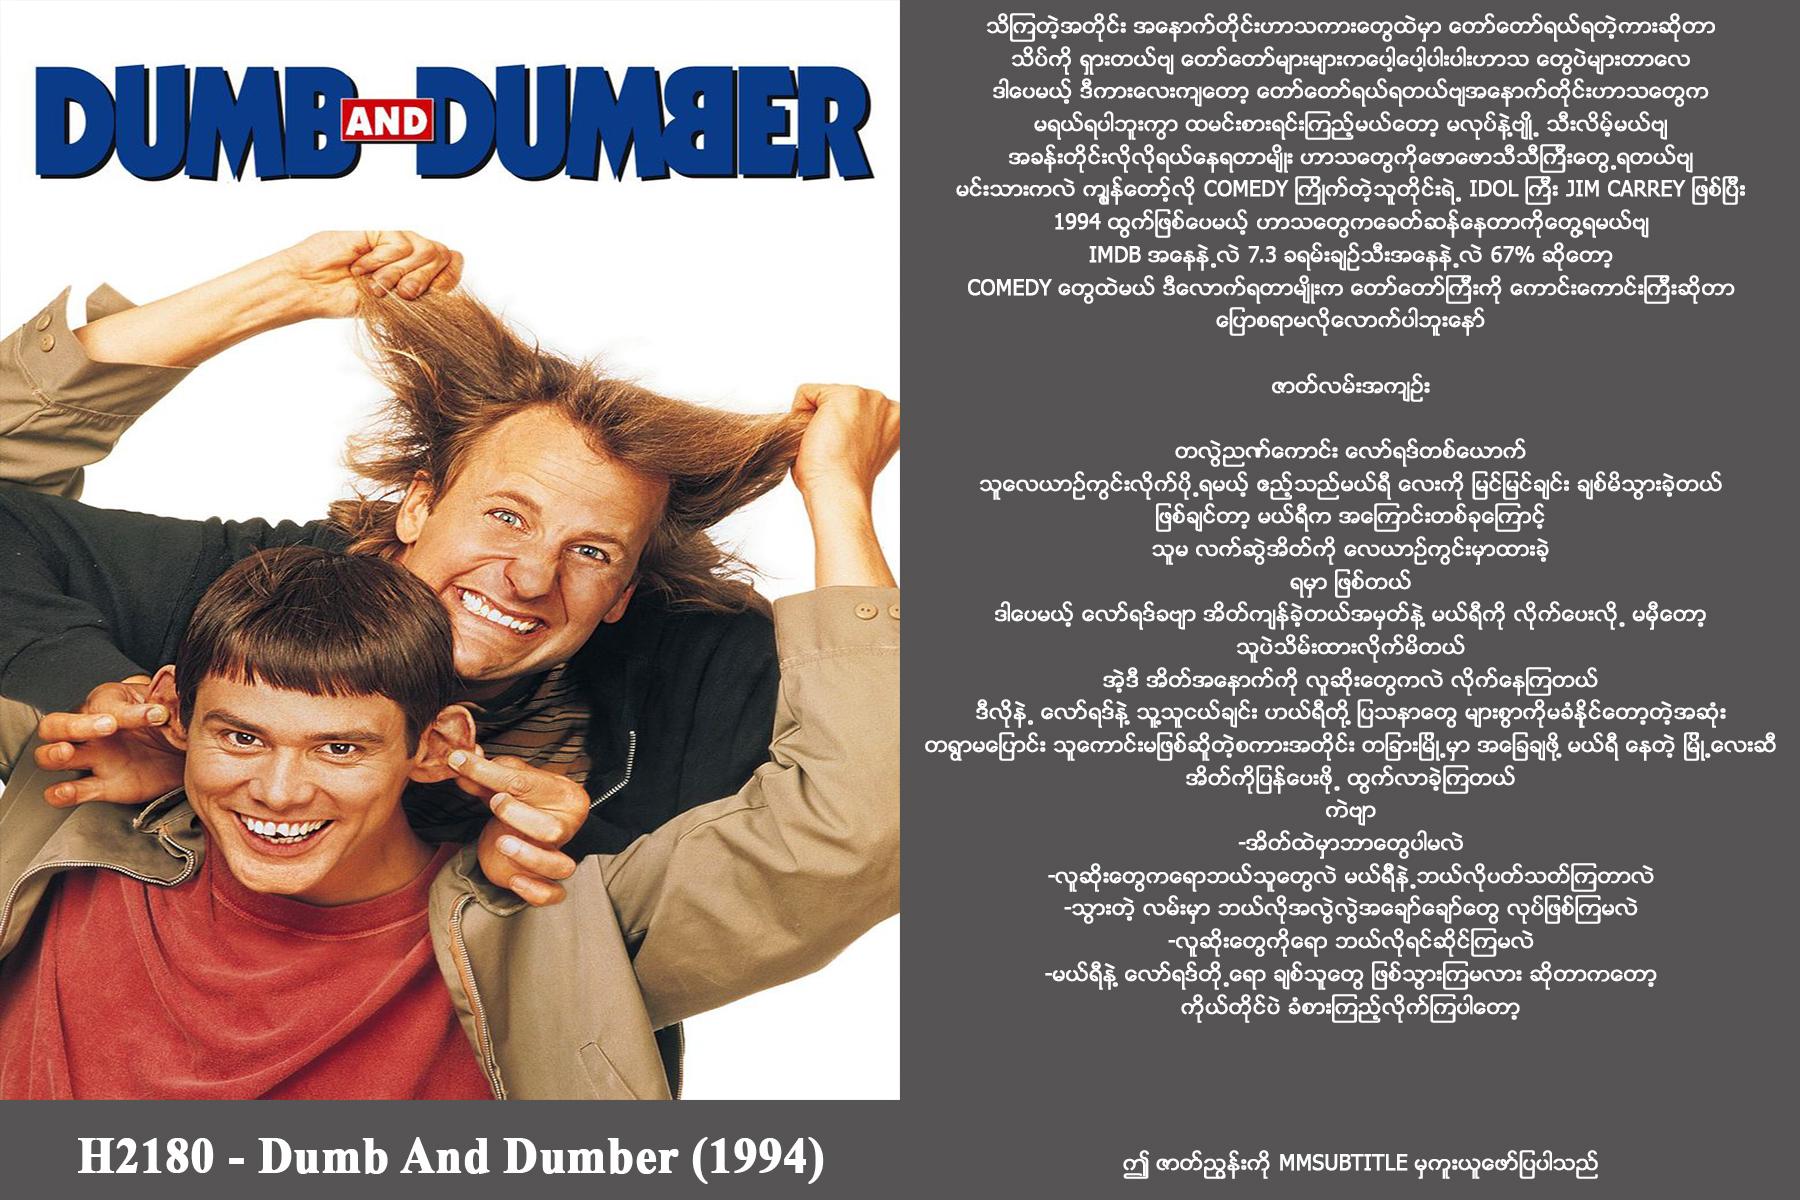 DUMB AND DUMBER
သိကြတဲ့အတိုင်း အနောက်တိုင်းဟာသကားတွေထဲမှာ တော်တော်ရယ်ရတဲ့ကားဆိုတာ
သိပ်ကို ရှားတယ်ဗျ တော်တော်များများကပေါ့ပေါ့ပါးပါးဟာသ တွေပဲများတာလေ
ဒါပေမယ့် ဒီကားလေးကျတော့ တော်တော်ရယ်ရတယ်ဗျအနောက်တိုင်းဟာသတွေက
မရယ်ရပါဘူးကွာ ထမင်းစားရင်းကြည့်မယ်တော့ မလုပ်နဲ့ဗျို့ သီးလိမ့်မယ်ဗျ
အခန်းတိုင်းလိုလိုရယ်နေရတာမျိုး ဟာသတွေကိုဖောဖောသီသီကြီးတွေ့ရတယ်ဗျ
မင်းသားကလဲ ကျွန်တော့်လို COMEDY ကြိုက်တဲ့သူတိုင်းရဲ့ IDOL ကြီး JIM CARREY ဖြစ်ပြီး
1994 ထွက်ဖြစ်ပေမယ့် ဟာသတွေကခေတ်ဆန်နေတာကိုတွေ့ရမယ်ဗျ
IMDB အနေနဲ့လဲ 7.3 ခရမ်းချဉ်သီးအနေနဲ့လဲ 67% ဆိုတော့
COMEDY တွေထဲမယ် ဒီလောက်ရတာမျိုးက တော်တော်ကြီးကို ကောင်းကောင်းကြီးဆိုတာ
ပြောစရာမလိုလောက်ပါဘူးနော်
ဇာတ်လမ်းအကျဉ်း
တလွဲညဏ်ကောင်း လော်ရဒ်တစ်ယောက်
သူလေယာဉ်ကွင်းလိုက်ပို့ရမယ့် ဧည့်သည်မယ်ရီ လေးကို မြင်မြင်ချင်း ချစ်မိသွားခဲ့တယ်
ဖြစ်ချင်တာ့ မယ်ရီက အကြောင်းတစ်ခုကြောင့်
သူမ လက်ဆွဲအိတ်ကို လေယာဉ်ကွင်းမှာထားခဲ့
ရမှာ ဖြစ်တယ်
ဒါပေမယ့် လော်ရဒ်ခဗျာ အိတ်ကျန်ခဲ့တယ်အမှတ်နဲ့ မယ်ရီကို လိုက်ပေးလို့ မမှီတော့
သူပဲသိမ်းထားလိုက်မိတယ်
အဲ့ဒီ အိတ်အနောက်ကို လူဆိုးတွေကလဲ လိုက်နေကြတယ်
ဒီလိုနဲ့ လော်ရဒ်နဲ့ သူ့သူငယ်ချင်း ဟယ်ရီတို့ ပြသနာတွေ များစွာကိုမခံနိုင်တော့တဲ့အဆုံး
တရွာမပြောင်း သူကောင်းမဖြစ်ဆိုတဲ့စကားအတိုင်း တခြားမြို့မှာ အခြေချဖို့ မယ်ရီ နေတဲ့ မြို့လေးဆီ
အိတ်ကိုပြန်ပေးဖို့ ထွက်လာခဲ့ကြတယ်
ကဲဗျာ
-အိတ်ထဲမှာဘာတွေပါမလဲ
-လူဆိုးတွေကရောဘယ်သူတွေလဲ မယ်ရီနဲ့ဘယ်လိုပတ်သတ်ကြတာလဲ
-သွားတဲ့ လမ်းမှာ ဘယ်လိုအလွဲလွဲအချော်ချော်တွေ လုပ်ဖြစ်ကြမလဲ
-လူဆိုးတွေကိုရော ဘယ်လိုရင်ဆိုင်ကြမလဲ
-မယ်ရီနဲ့ လော်ရဒ်တို့ရော ချစ်သူတွေ ဖြစ်သွားကြမလား ဆိုတာကတော့
ကိုယ်တိုင်ပဲ ခံစားကြည့်လိုက်ကြပါတော့
H2180 - Dumb And Dumber (1994)
ဤ ဇာတ်ညွှန်းကို MMSUBTITLE မှကူးယူဖော်ပြပါသည်